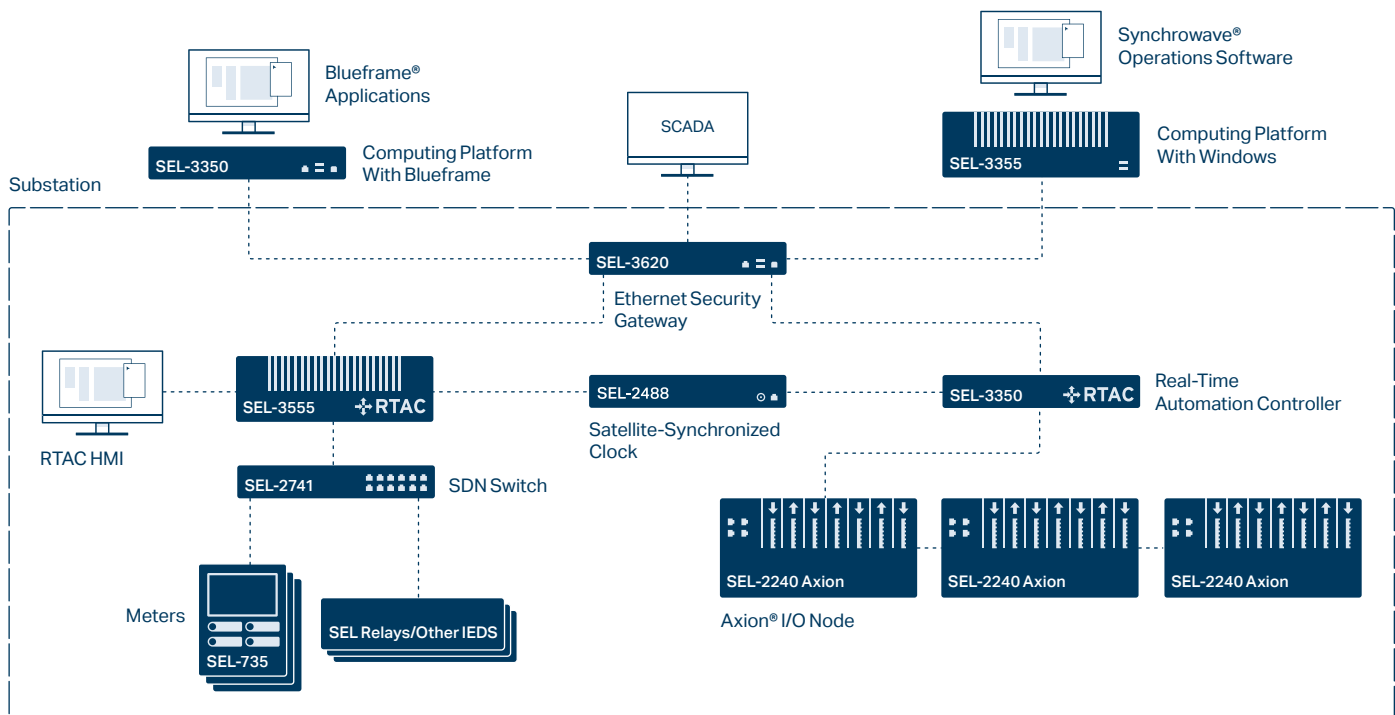 Blueframe®
Applications
SEL-3350
Computing Platform
With Blueframe
SCADA
Synchrowave®
Operations Software
SEL-3355
Computing Platform
With Windows
Substation
SEL-3620
Ethernet Security
Gateway
RTAC HMI
SEL-3555
RTAC
SEL-2488
Satellite-Synchronized
Clock
SEL-3350
RTAC
Real-Time
Automation Controller
SEL-2741
SDN Switch
Meters
SEL-735
SEL Relays/Other IEDS
SEL-2240 Axion
SEL-2240 Axion
SEL-2240 Axion
Axion® I/O Node